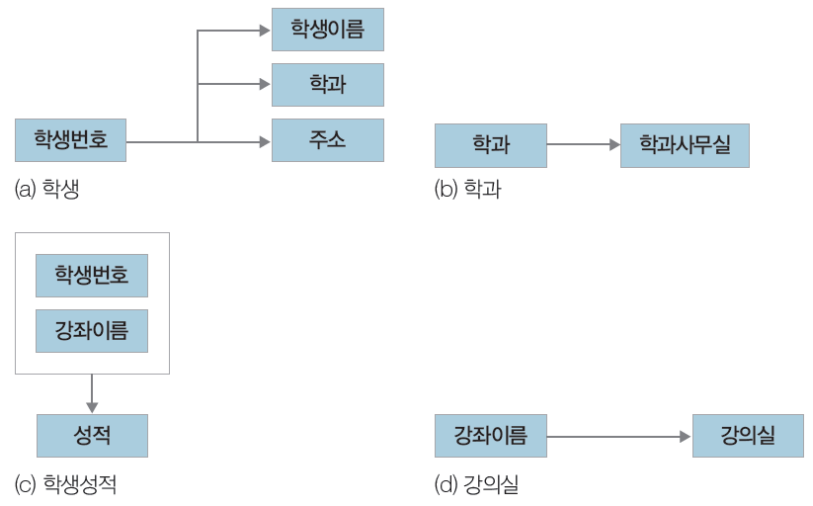 학생이름
학과
학생번호
주소
(a) 학생
학과
학과사무실
(b) 학과
학생번호
강좌이름
성적
(c) 학생성적
강좌이름
강의실
(d) 강의실